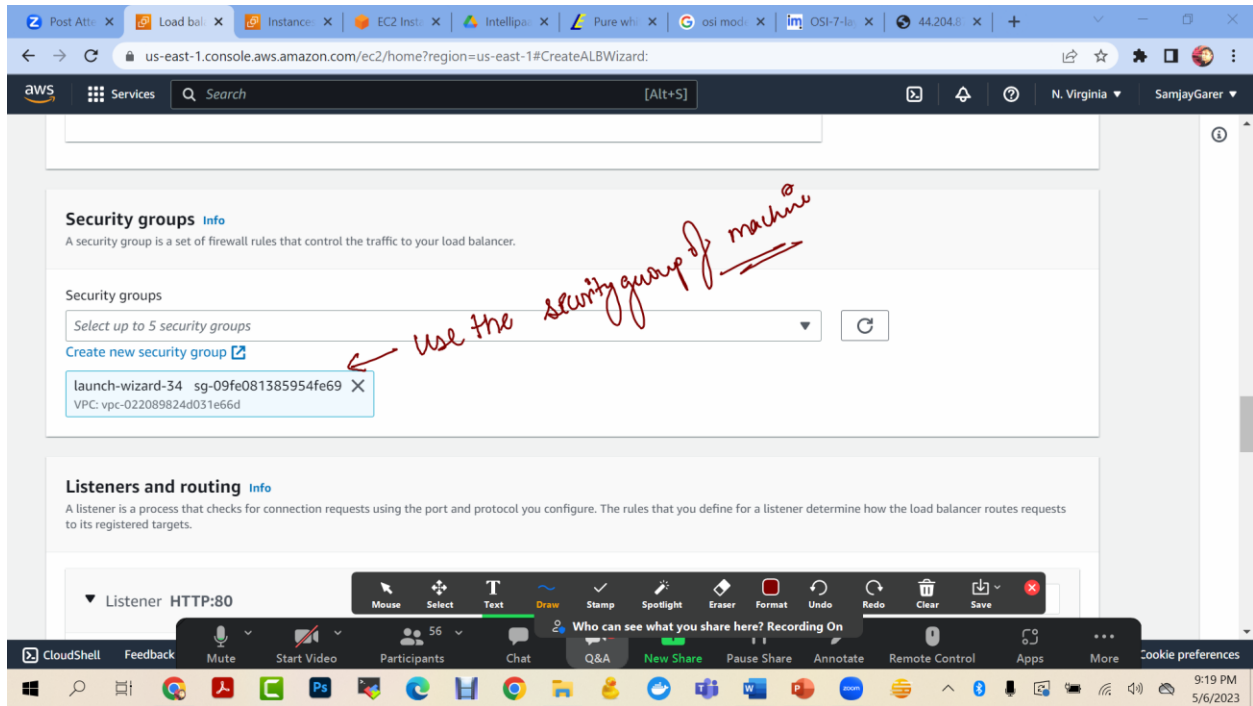 Post Atte
Load bal
Instances
EC2 Insta
Intellipaa
Pure whi
osi mode
OSI-7-lay
44.204.8
us-east-1.console.aws.amazon.com/ec2/home?region=us-east-1#CreateALBWizard:
aws
Services
Search
[Alt+S]
N. Virginia
SamjayGarer
Security groups Info
A security group is a set of firewall rules that control the traffic to your load balancer.
Security groups
Select up to 5 security groups
Create new security group
use the security group of machine
launch-wizard-34 sg-09fe081385954fe69
VPC: vpc-022089824d031e66d
Listeners and routing Info
A listener is a process that checks for connection requests using the port and protocol you configure. The rules that you define for a listener determine how the load balancer routes requests
to its registered targets.
Listener HTTP:80
Mouse
Select
Text
Draw
Stamp
Spotlight
Eraser
Format
Undo
Redo
Clear
Save
Who can see what you share here? Recording On
56
CloudShell
Feedback
Mute
Start Video
Participants
Chat
Q&A
New Share
Pause Share
Annotate
Remote Control
Apps
More
Cookie preferences
zoom
9:19 PM
5/6/2023